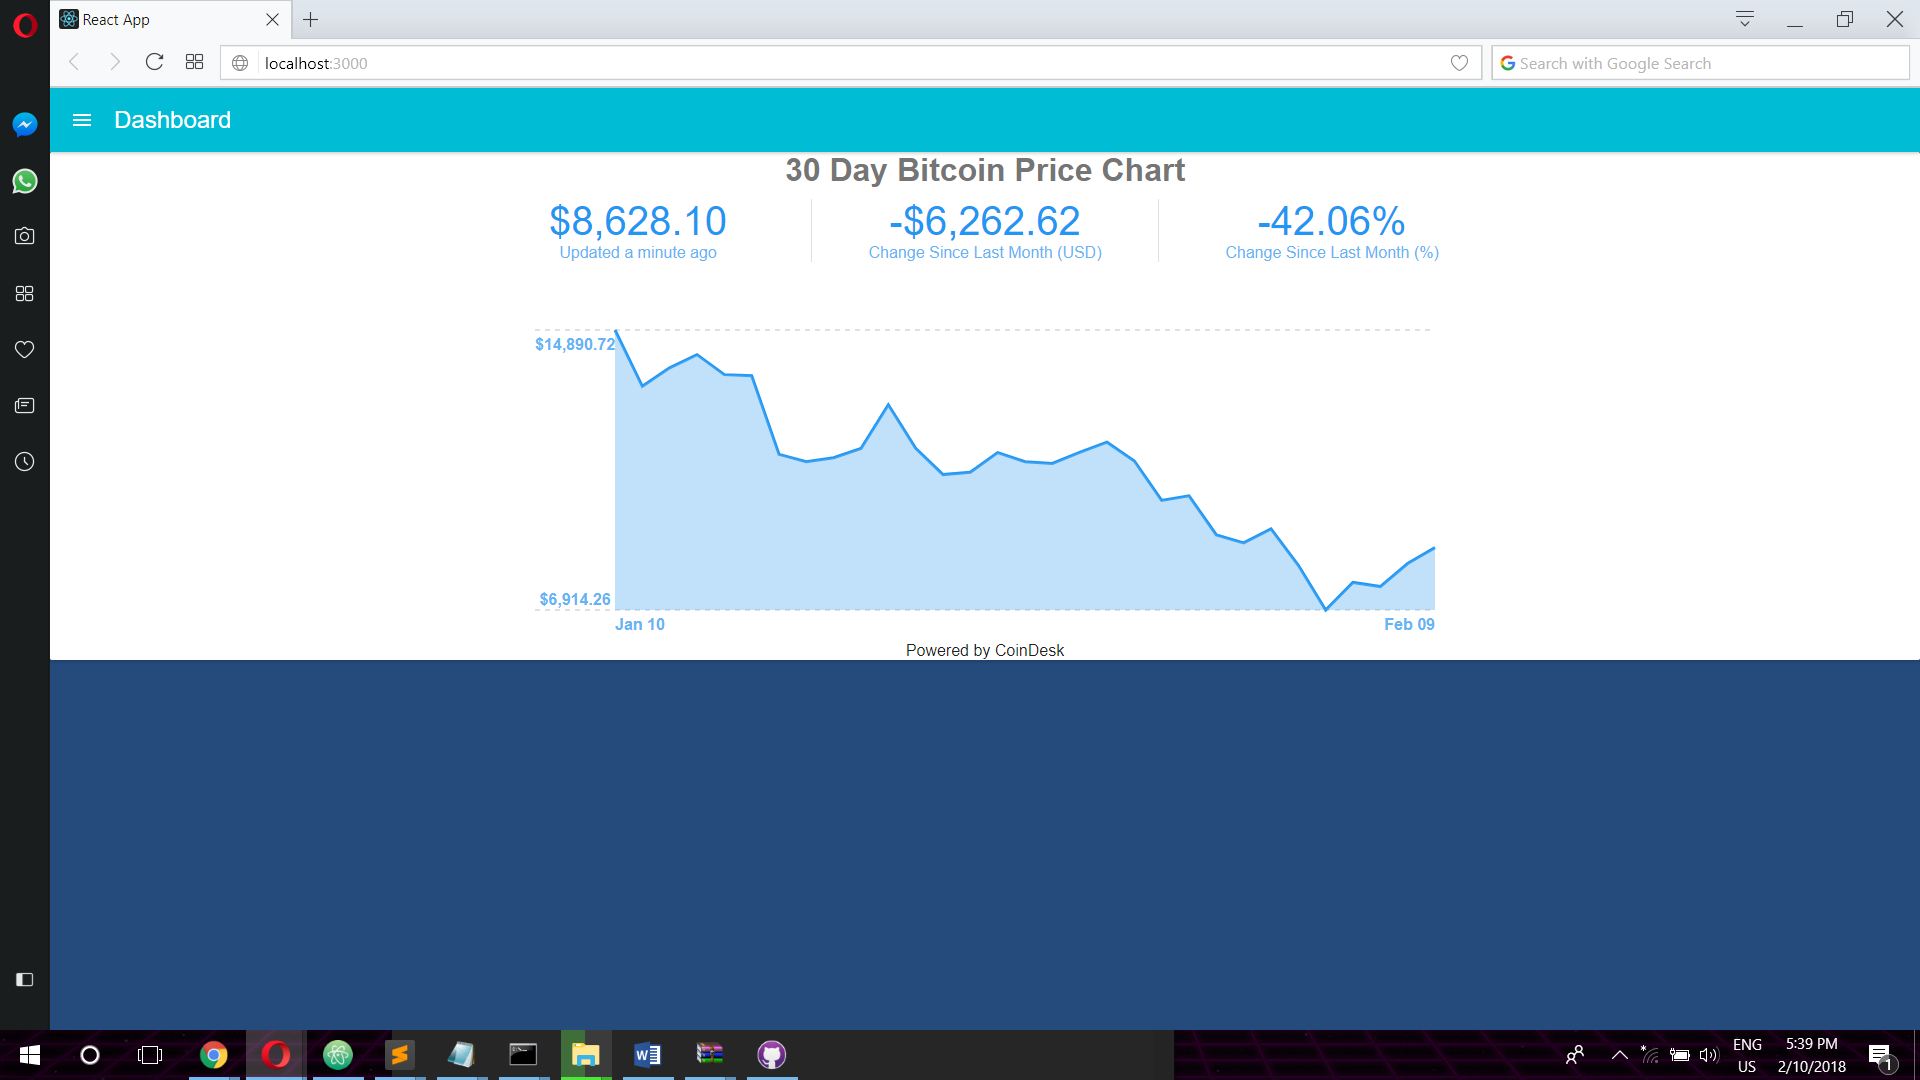 React App
localhost:3000
Search with Google Search
Dashboard
30 Day Bitcoin Price Chart
$8,628.10
Updated a minute ago
-$6,262.62
Change Since Last Month (USD)
-42.06%
Change Since Last Month (%)
$14,890.72
$6,914.26
Jan 10
Feb 09
Powered by CoinDesk
ENG
US
5:39 PM
2/10/2018
1